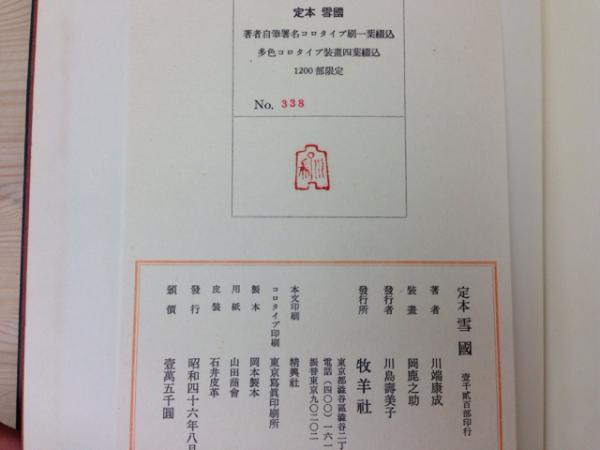 定本 雪國
著者自筆署名コロタイプ刷一葉綴込
多色コロタイプ装畫四葉綴込
1200 部限定
No. 338
定本 雪國 壹千貳百部印行
著者 川端康成
裝畫 岡鹿之助
發行者 川島壽美子
發行所 牧羊社
東京都澁谷區澁谷二丁
電話(四〇〇)一六一
振替東京九〇二〇二
本文印刷 精興社
コロタイプ印刷 東京寫眞印刷所
製本 岡本製本
用紙 山田商會
皮裝 石井皮革
發行 昭和四十六年八月
頒價 壹萬五千圓